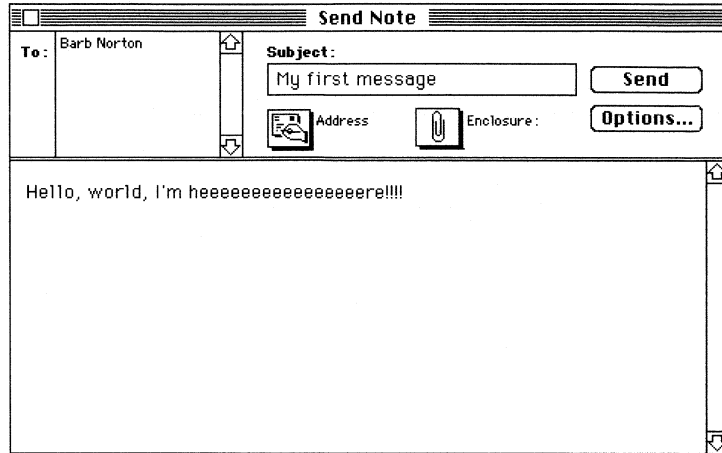 Send Note
To:
Barb Norton
Subject:
My first message
Send
Address
Enclosure:
Options...
Hello, world, I'm heeeeeeeeeeeeeeeere!!!!